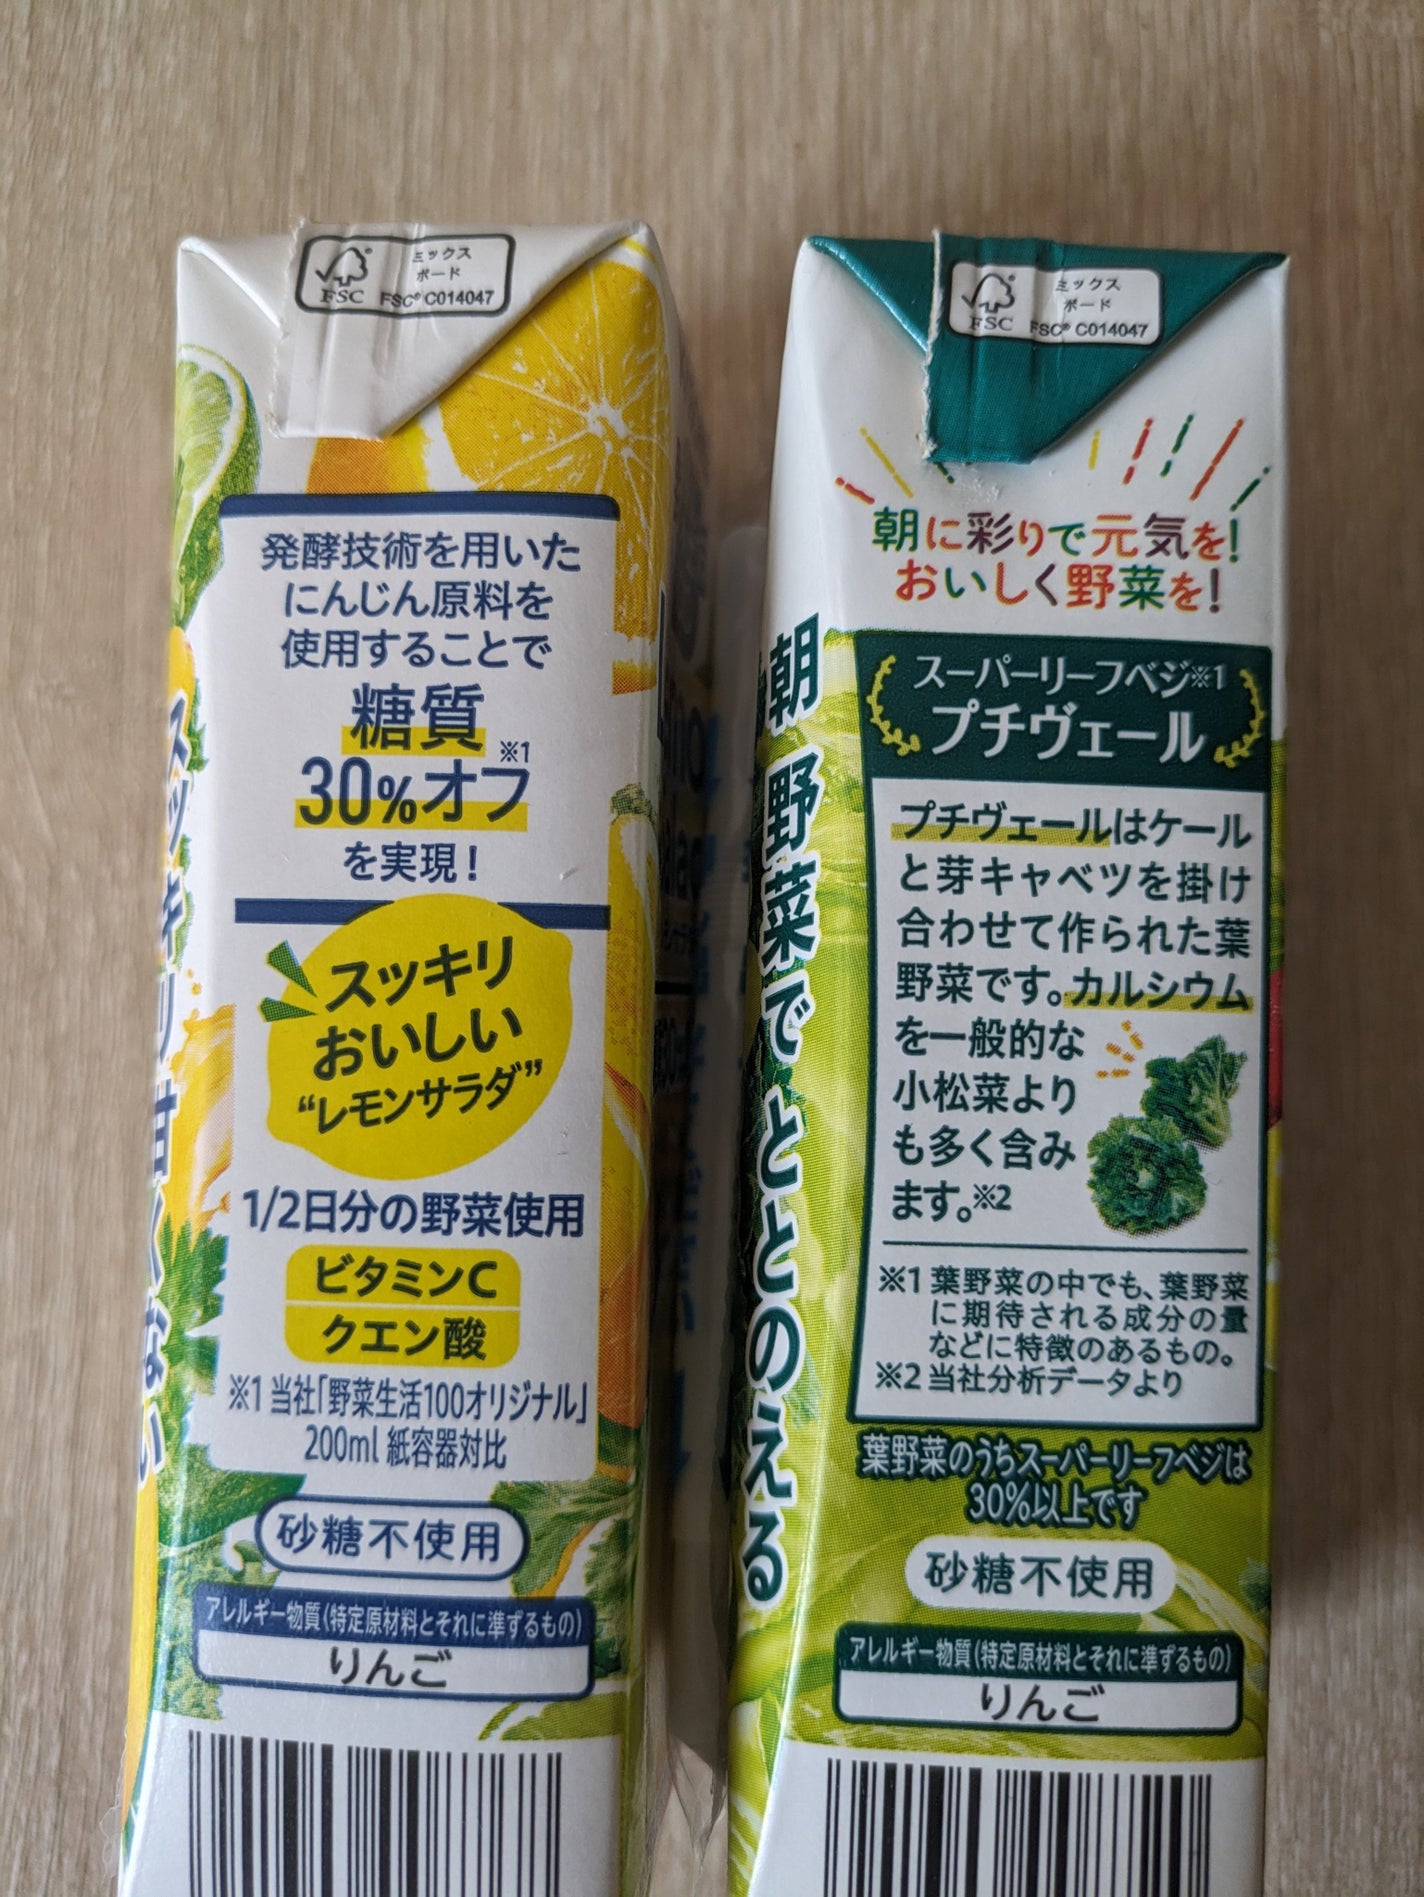 FSC
ミックス
ボード
FSC® C014047
発酵技術を用いた
にんじん原料を
使用することで
糖質
30%オフ※1
を実現！
スッキリ
おいしい
“レモンサラダ”
1/2日分の野菜使用
ビタミンC
クエン酸
※1 当社「野菜生活100オリジナル」
200ml 紙容器対比
砂糖不使用
アレルギー物質(特定原材料とそれに準ずるもの)
りんご
FSC
ミックス
ボード
FSC® C014047
朝に彩りで元気を！
おいしく野菜を！
朝 野菜で ととのえる
スーパーリーフベジ※1
プチヴェール
プチヴェールはケール
と芽キャベツを掛け
合わせて作られた葉
野菜です。カルシウム
を一般的な
小松菜より
も多く含み
ます。※2
※1 葉野菜の中でも、葉野菜
に期待される成分の量
などに特徴のあるもの。
※2 当社分析データより
葉野菜のうちスーパーリーフベジは
30%以上です
砂糖不使用
アレルギー物質(特定原材料とそれに準ずるもの)
りんご